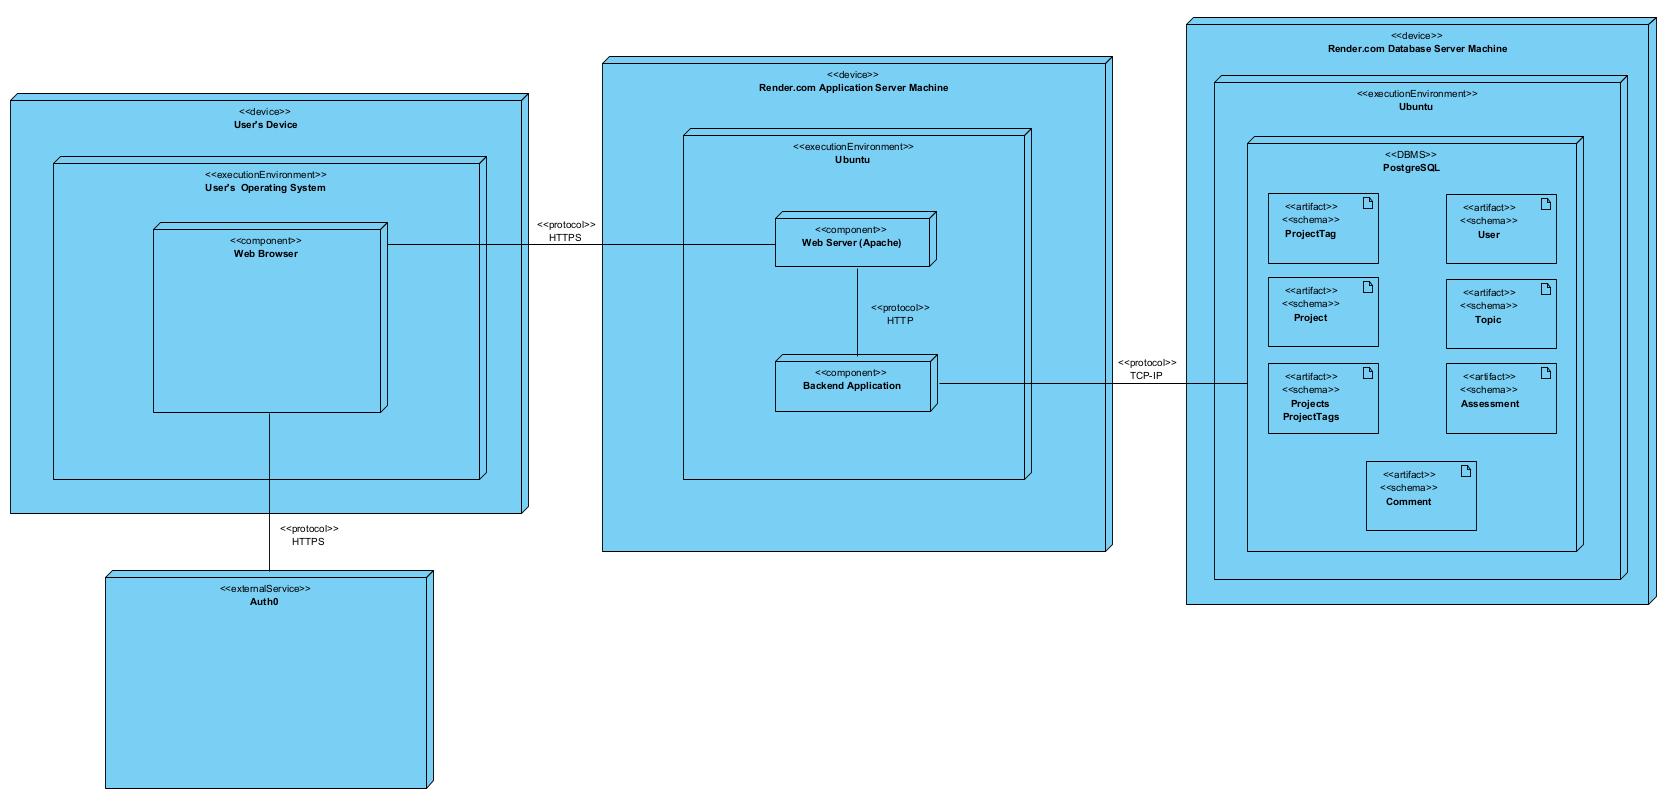 <<device>>
User's Device
<<executionEnvironment>>
User's  Operating System
<<component>>
Web Browser
<<protocol>>
HTTPS
<<protocol>>
HTTPS
<<externalService>>
Auth0
<<device>>
Render.com Application Server Machine
<<executionEnvironment>>
Ubuntu
<<component>>
Web Server (Apache)
<<protocol>>
HTTP
<<component>>
Backend Application
<<protocol>>
TCP-IP
<<device>>
Render.com Database Server Machine
<<executionEnvironment>>
Ubuntu
<<DBMS>>
PostgreSQL
<<artifact>>
<<schema>>
ProjectTag
<<artifact>>
<<schema>>
User
<<artifact>>
<<schema>>
Project
<<artifact>>
<<schema>>
Topic
<<artifact>>
<<schema>>
Projects
ProjectTags
<<artifact>>
<<schema>>
Assessment
<<artifact>>
<<schema>>
Comment